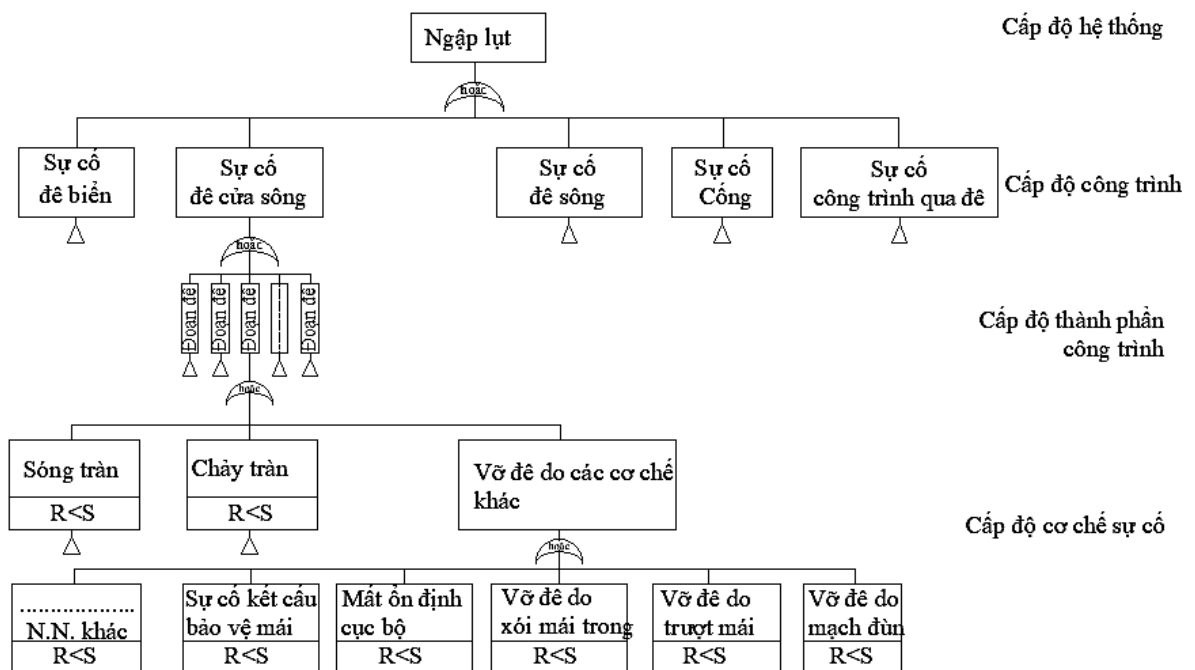 Ngập lụt
Cấp độ hệ thống
hoặc
Sự cố
đê biển
Sự cố
đê cửa sông
Sự cố
đê sông
Sự cố
Cống
Sự cố
công trình qua đê
Cấp độ công trình
hoặc
Đoạn đê
Đoạn đê
Đoạn đê
Đoạn đê
Cấp độ thành phần
công trình
hoặc
Sóng tràn
R<S
Chảy tràn
R<S
Vỡ đê do các cơ chế
khác
Cấp độ cơ chế sự cố
hoặc
...................
N.N. khác
R<S
Sự cố kết cấu
bảo vệ mái
R<S
Mất ổn định
cục bộ
R<S
Vỡ đê do
xói mái trong
R<S
Vỡ đê do
trượt mái
R<S
Vỡ đê do
mạch đùn
R<S